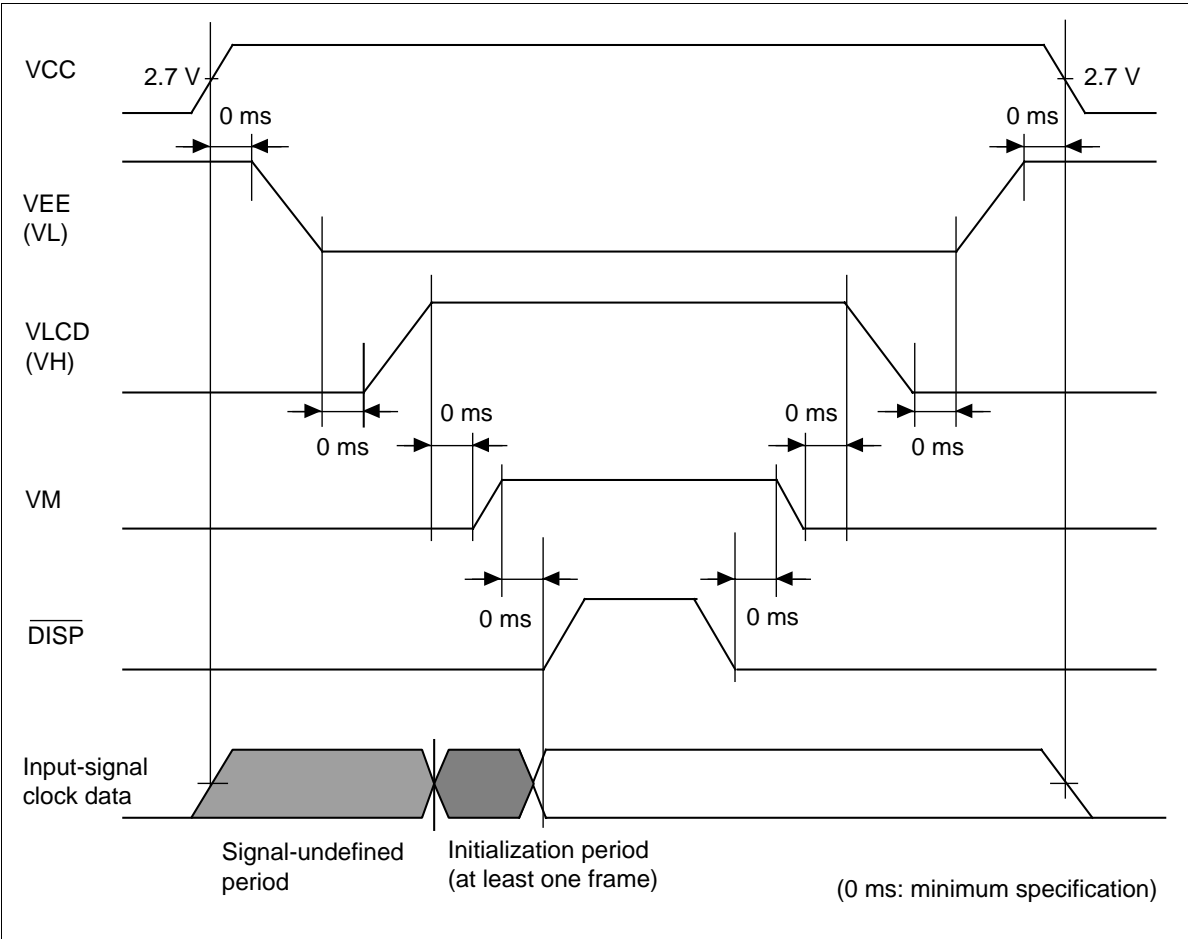 VCC
2.7 V
2.7 V
0 ms
0 ms
VEE
(VL)
VLCD
(VH)
0 ms
0 ms
0 ms
0 ms
VM
0 ms
0 ms
DISP
Input-signal
clock data
Signal-undefined
period
Initialization period
(at least one frame)
(0 ms: minimum specification)